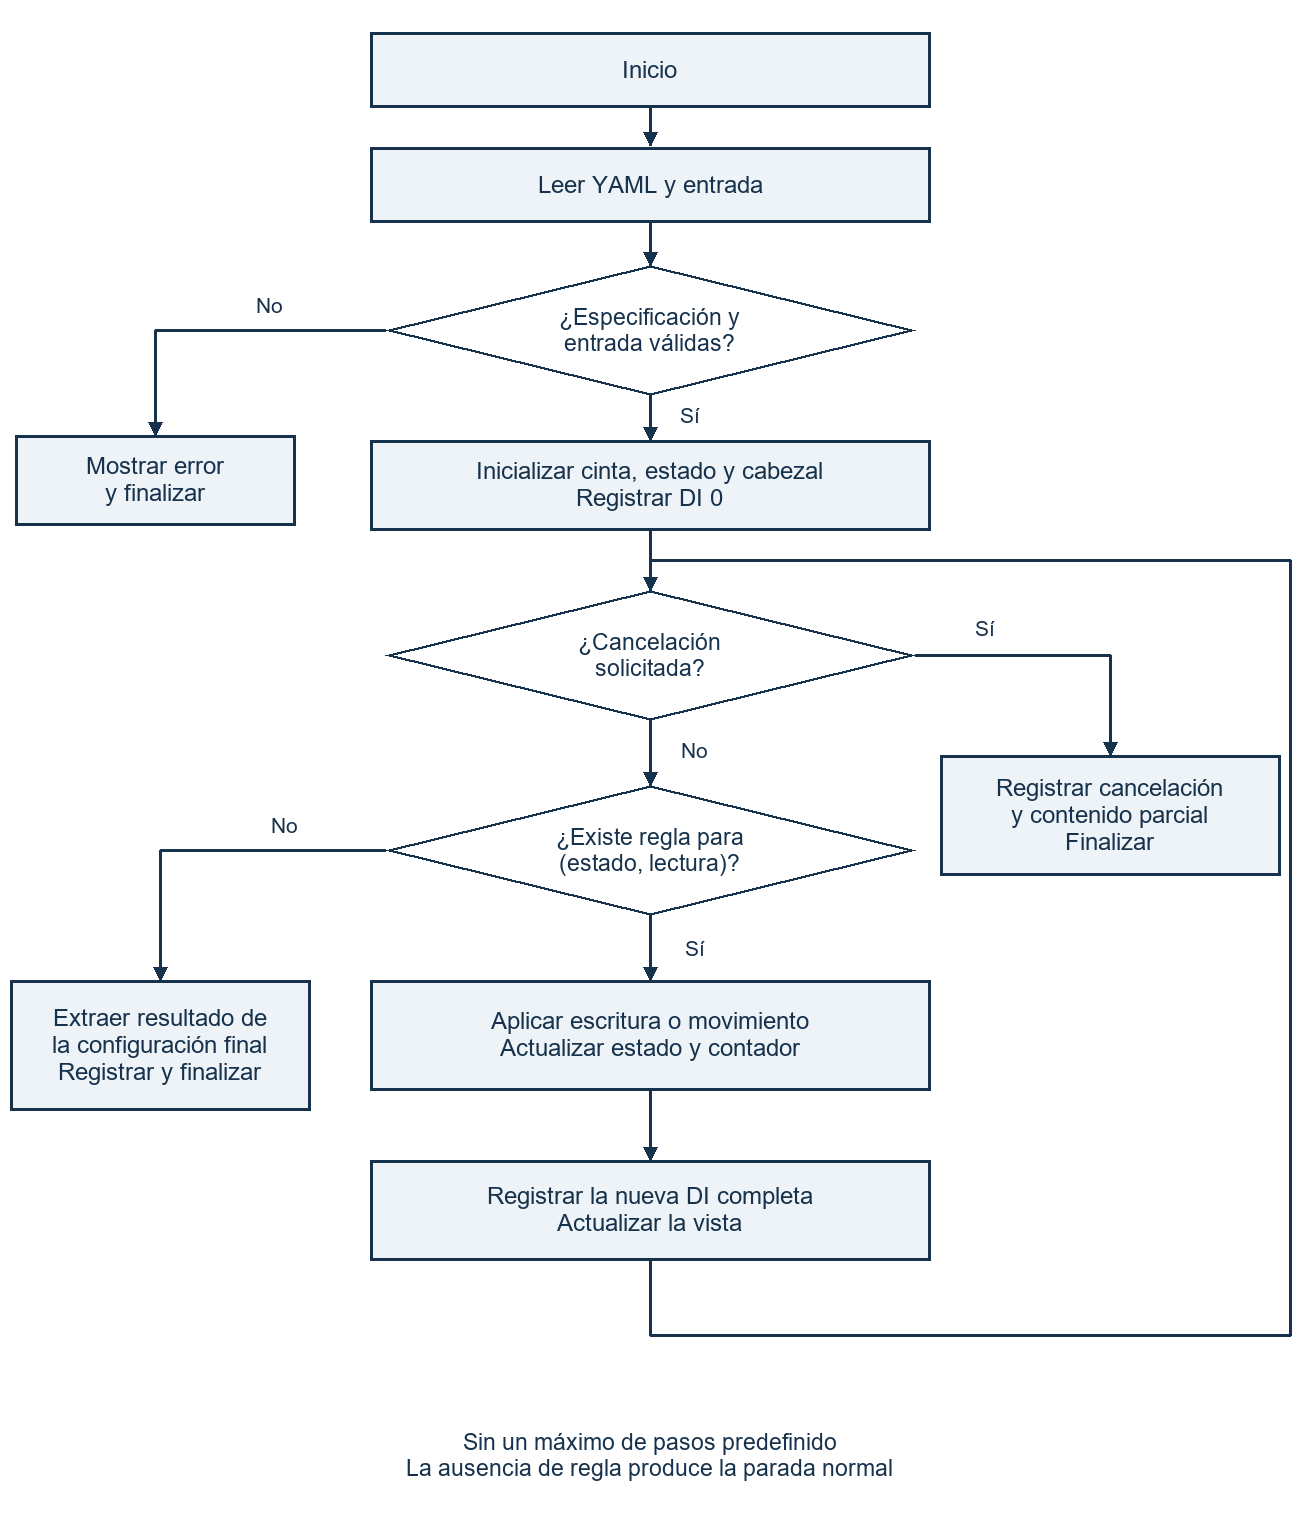 Inicio
Leer YAML y entrada
No
¿Especificación y
entrada válidas?
Sí
Mostrar error
y finalizar
Inicializar cinta, estado y cabezal
Registrar DI 0
¿Cancelación
solicitada?
Sí
No
Registrar cancelación
y contenido parcial
Finalizar
No
¿Existe regla para
(estado, lectura)?
Sí
Extraer resultado de
la configuración final
Registrar y finalizar
Aplicar escritura o movimiento
Actualizar estado y contador
Registrar la nueva DI completa
Actualizar la vista
Sin un máximo de pasos predefinido
La ausencia de regla produce la parada normal